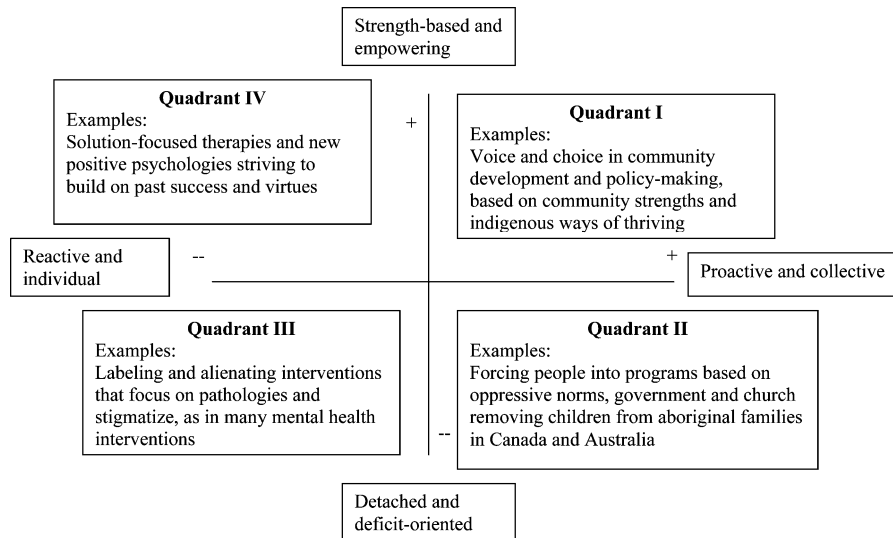 Strength-based and
empowering
Quadrant IV
Examples:
Solution-focused therapies and new
positive psychologies striving to
build on past success and virtues
+
Quadrant I
Examples:
Voice and choice in community
development and policy-making,
based on community strengths and
indigenous ways of thriving
Reactive and
individual
--
+
Proactive and collective
Quadrant III
Examples:
Labeling and alienating interventions
that focus on pathologies and
stigmatize, as in many mental health
interventions
Quadrant II
Examples:
Forcing people into programs based on
oppressive norms, government and church
removing children from aboriginal families
in Canada and Australia
--
Detached and
deficit-oriented